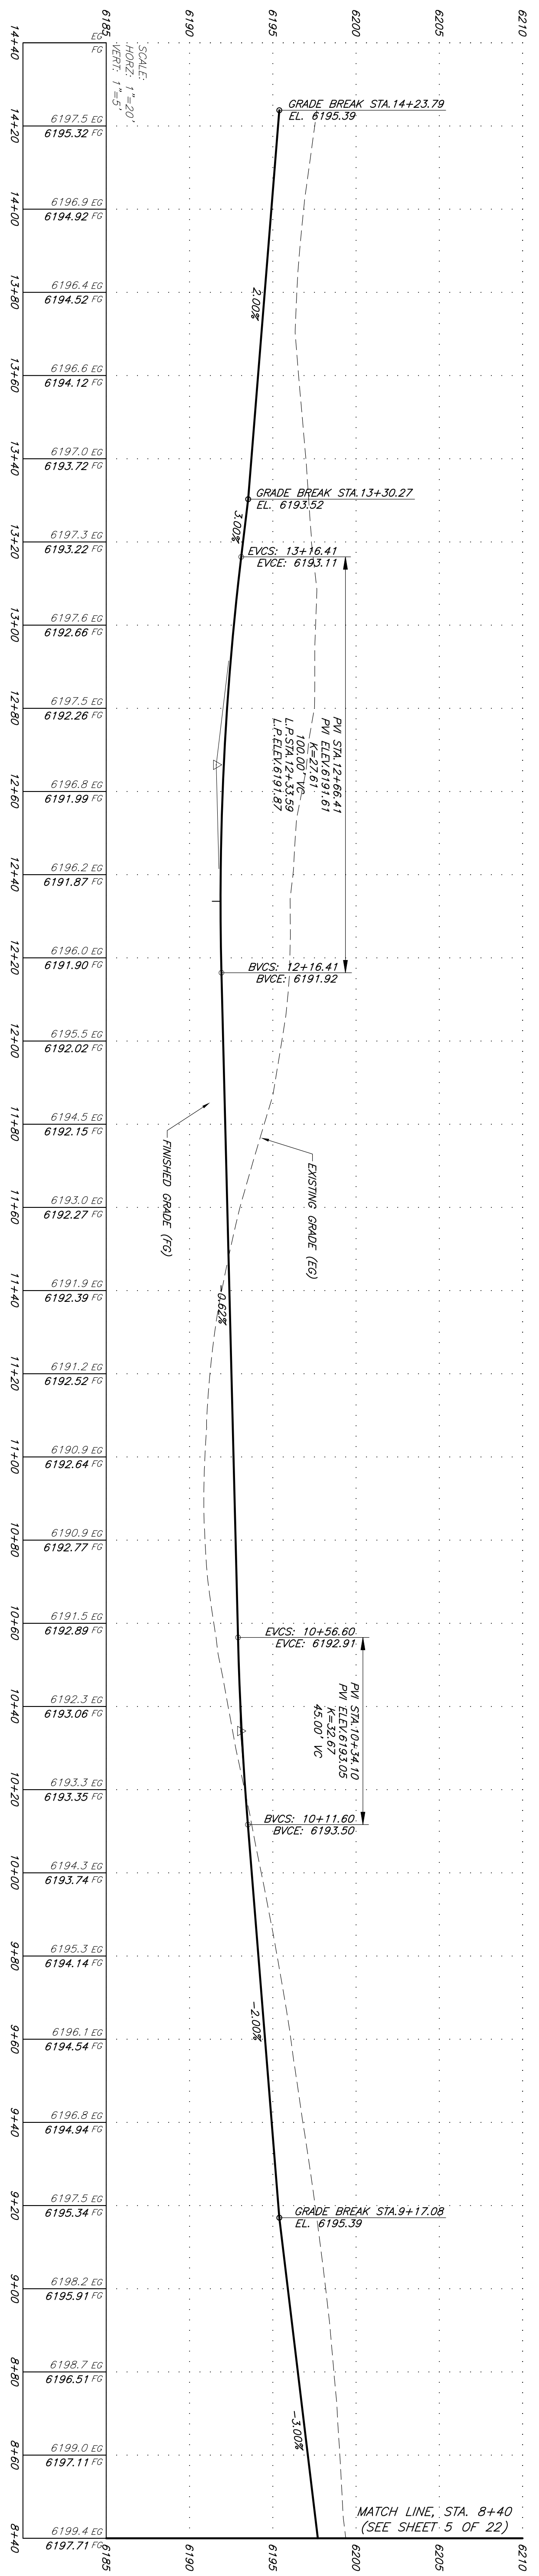 6185
6190
6195
6200
6205
6210
EG
FG
14+40
SCALE:
HORZ: 1"=20'
VERT: 1"=5'
GRADE BREAK STA.14+23.79
EL. 6195.39
6197.5 EG
6195.32 FG
14+20
6196.9 EG
6194.92 FG
14+00
6196.4 EG
6194.52 FG
13+80
2.00%
6196.6 EG
6194.12 FG
13+60
6197.0 EG
6193.72 FG
13+40
GRADE BREAK STA.13+30.27
EL. 6193.52
3.00%
6197.3 EG
6193.22 FG
13+20
EVCS: 13+16.41
EVCE: 6193.11
6197.6 EG
6192.66 FG
13+00
6197.5 EG
6192.26 FG
12+80
PVI STA.12+66.41
PVI ELEV.6191.61
K=27.61
100.00' VC
L.P.STA.12+33.59
L.P.ELEV.6191.87
6196.8 EG
6191.99 FG
12+60
6196.2 EG
6191.87 FG
12+40
6196.0 EG
6191.90 FG
12+20
BVCS: 12+16.41
BVCE: 6191.92
6195.5 EG
6192.02 FG
12+00
6194.5 EG
6192.15 FG
11+80
FINISHED GRADE (FG)
EXISTING GRADE (EG)
6193.0 EG
6192.27 FG
11+60
6191.9 EG
6192.39 FG
11+40
-0.62%
6191.2 EG
6192.52 FG
11+20
6190.9 EG
6192.64 FG
11+00
6190.9 EG
6192.77 FG
10+80
6191.5 EG
6192.89 FG
10+60
EVCS: 10+56.60
EVCE: 6192.91
PVI STA.10+34.10
PVI ELEV.6193.05
K=32.67
45.00' VC
6192.3 EG
6193.06 FG
10+40
6193.3 EG
6193.35 FG
10+20
BVCS: 10+11.60
BVCE: 6193.50
6194.3 EG
6193.74 FG
10+00
6195.3 EG
6194.14 FG
9+80
-2.00%
6196.1 EG
6194.54 FG
9+60
6196.8 EG
6194.94 FG
9+40
6197.5 EG
6195.34 FG
9+20
GRADE BREAK STA.9+17.08
EL. 6195.39
6198.2 EG
6195.91 FG
9+00
6198.7 EG
6196.51 FG
8+80
-3.00%
6199.0 EG
6197.11 FG
8+60
MATCH LINE, STA. 8+40
(SEE SHEET 5 OF 22)
6199.4 EG
6197.71 FG
8+40
6185
6190
6195
6200
6205
6210